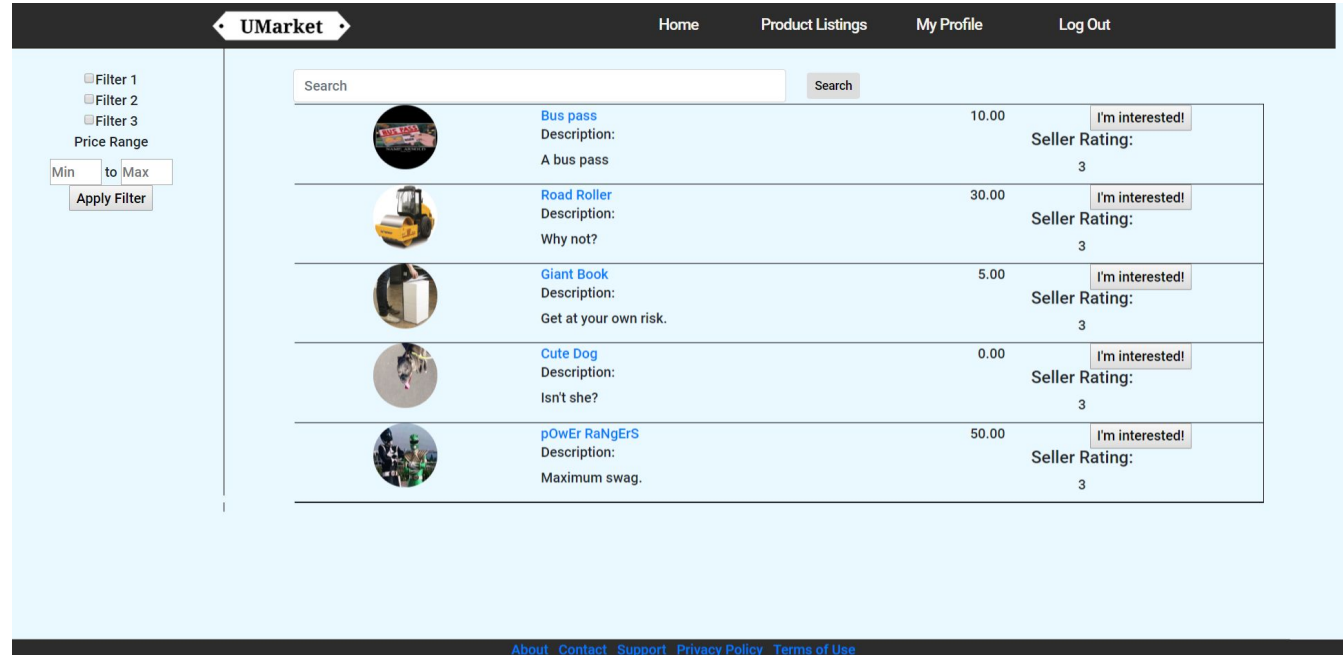 UMarket Home Product Listings My Profile Log Out
Filter 1
Filter 2
Filter 3
Price Range
Min to Max
Apply Filter
Search Search
Bus pass 10.00 I'm interested!
Description: Seller Rating:
A bus pass 3
BUS PASS
Road Roller 30.00 I'm interested!
Description: Seller Rating:
Why not? 3
Giant Book 5.00 I'm interested!
Description: Seller Rating:
Get at your own risk. 3
Cute Dog 0.00 I'm interested!
Description: Seller Rating:
Isn't she? 3
pOwEr RaNgErS 50.00 I'm interested!
Description: Seller Rating:
Maximum swag. 3
About Contact Support Privacy Policy Terms of Use